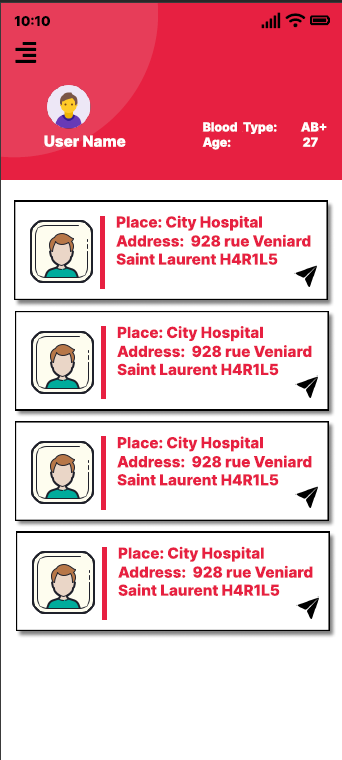 10:10
User Name
Blood Type: AB+
Age: 27
Place: City Hospital
Address: 928 rue Veniard
Saint Laurent H4R1L5
Place: City Hospital
Address: 928 rue Veniard
Saint Laurent H4R1L5
Place: City Hospital
Address: 928 rue Veniard
Saint Laurent H4R1L5
Place: City Hospital
Address: 928 rue Veniard
Saint Laurent H4R1L5